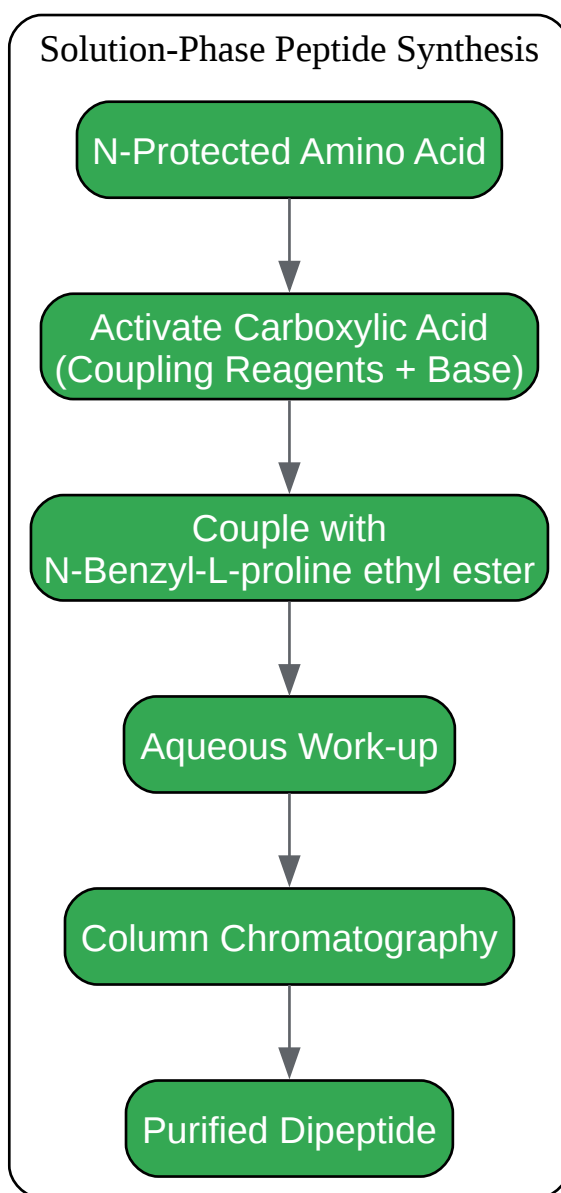 Solution-Phase Peptide Synthesis
N-Protected Amino Acid
Activate Carboxylic Acid
(Coupling Reagents + Base)
Couple with
N-Benzyl-L-proline ethyl ester
Aqueous Work-up
Column Chromatography
Purified Dipeptide